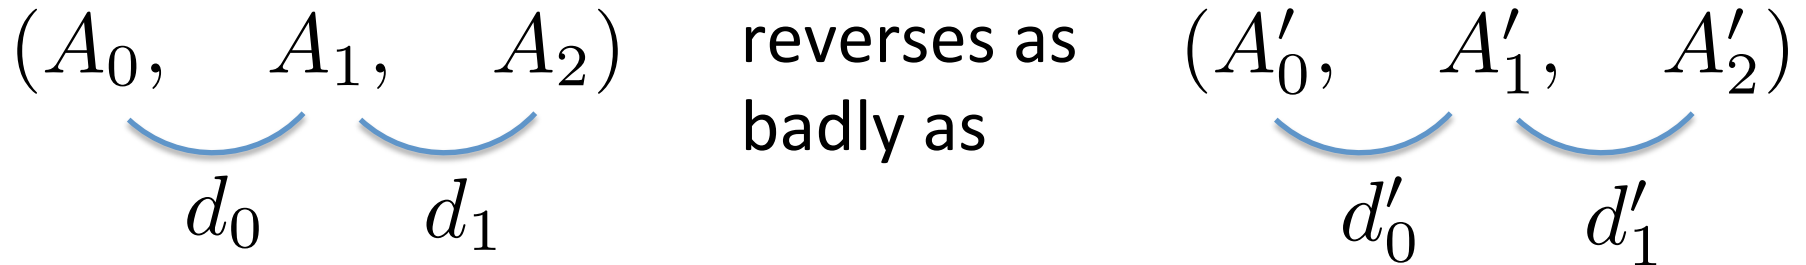 (A₀, A₁, A₂) reverses as (A′₀, A′₁, A′₂)
badly as
d₀ d₁ d′₀ d′₁